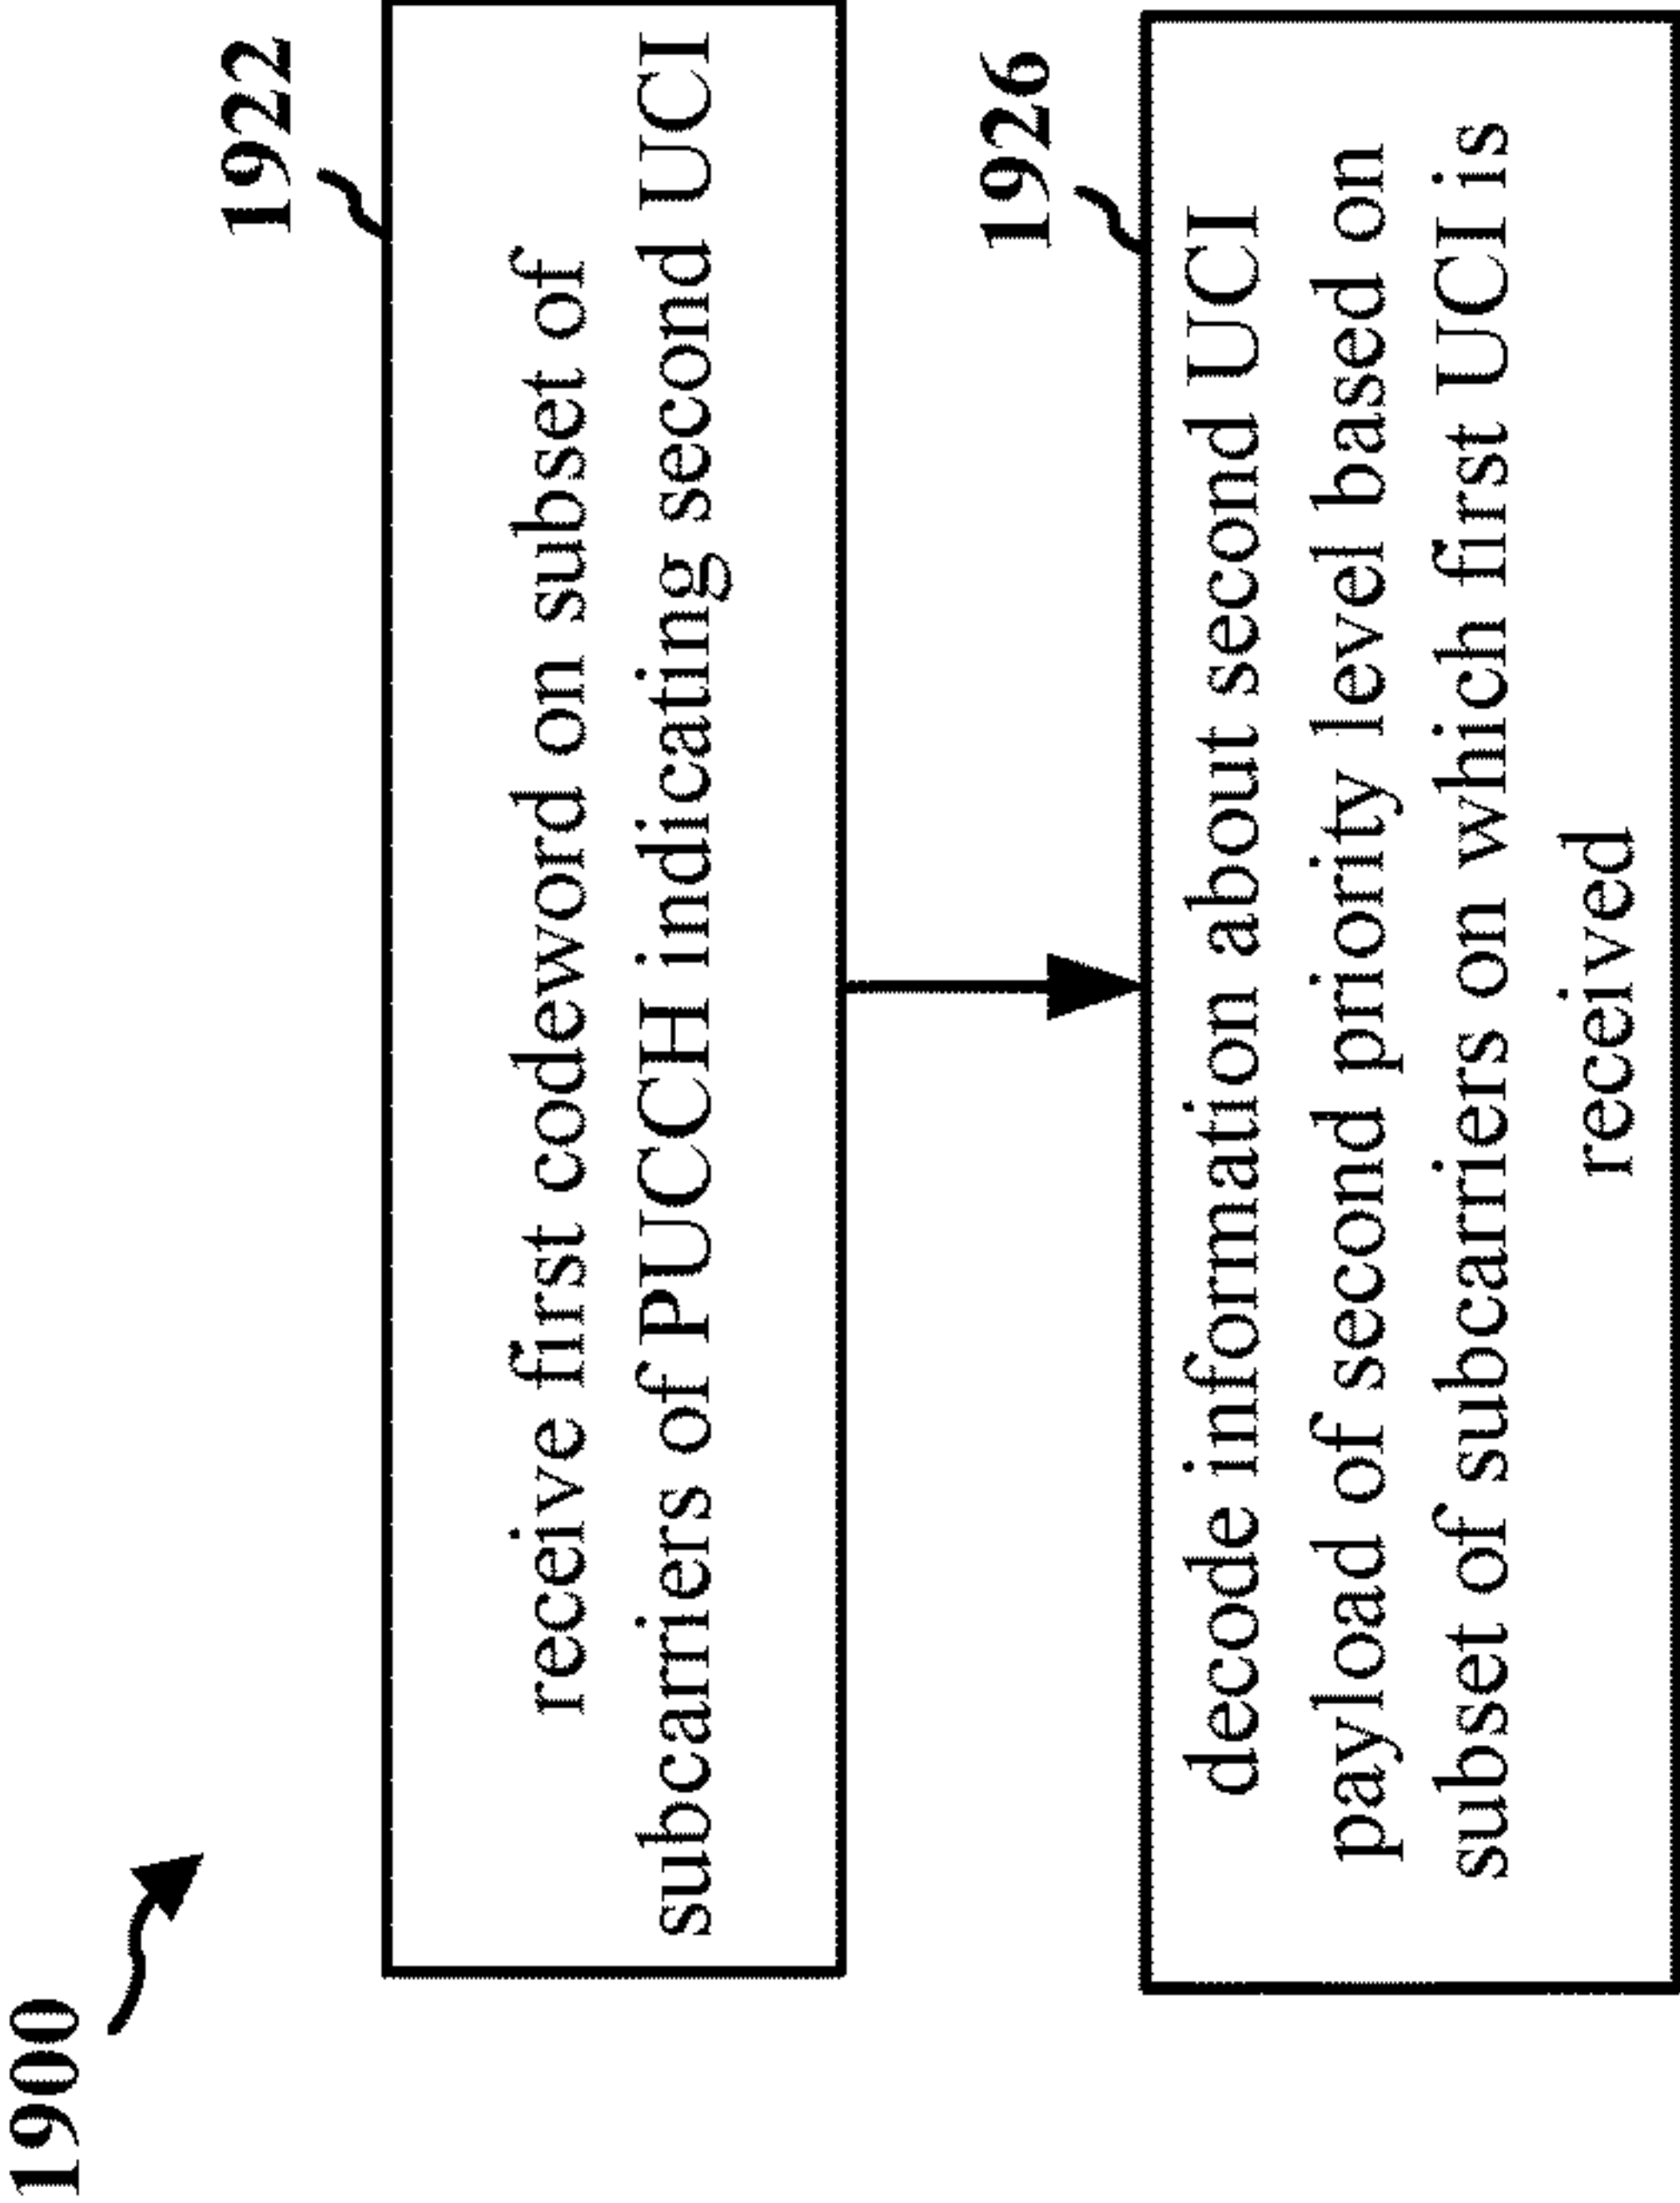 1900
1922
receive first codeword on subset of
subcarriers of PUCCH indicating second UCI
1926
decode information about second UCI
payload of second priority level based on
subset of subcarriers on which first UCI is
received